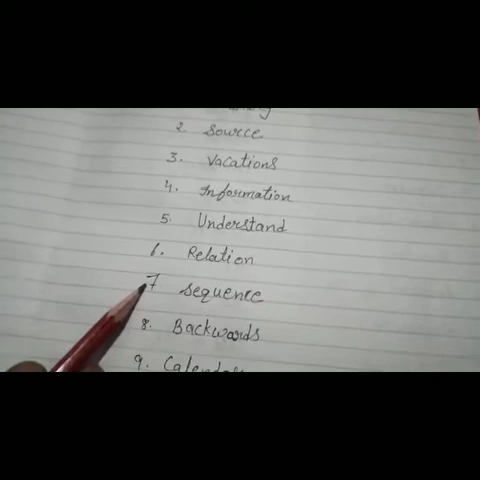 2. Source
3. Vacations
4. Information
5. Understand
6. Relation
7 Sequence
8. Backwards
9.